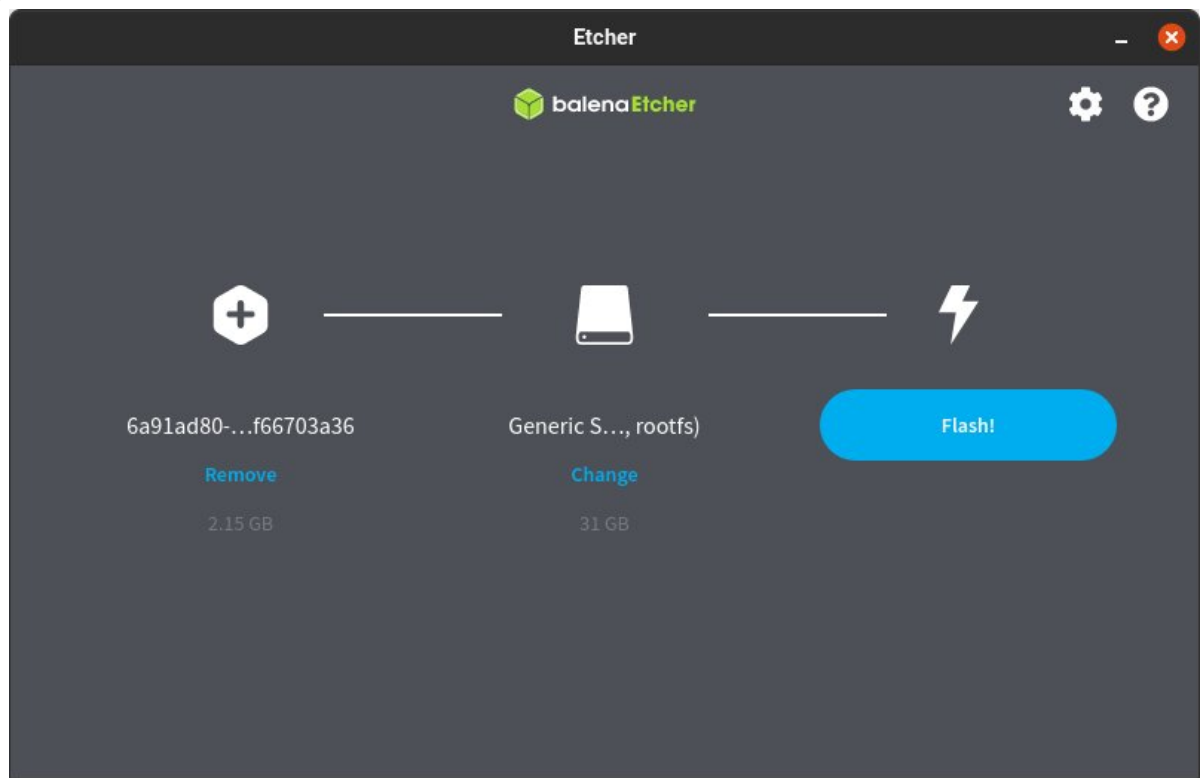 Etcher
balenaEtcher
6a91ad80-...f66703a36
Generic S..., rootfs)
Flash!
Remove
Change
2.15 GB
31 GB